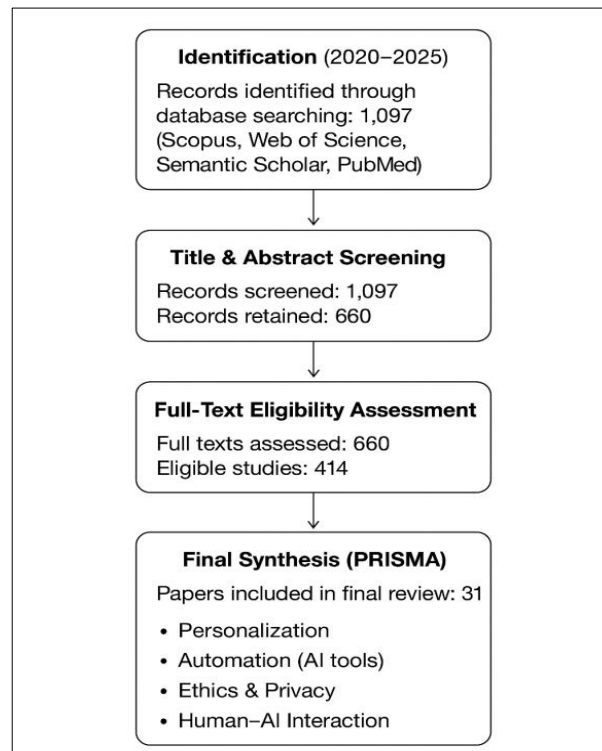 Identification (2020–2025)
Records identified through
database searching: 1,097
(Scopus, Web of Science,
Semantic Scholar, PubMed)
Title & Abstract Screening
Records screened: 1,097
Records retained: 660
Full-Text Eligibility Assessment
Full texts assessed: 660
Eligible studies: 414
Final Synthesis (PRISMA)
Papers included in final review: 31
• Personalization
• Automation (AI tools)
• Ethics & Privacy
• Human–AI Interaction